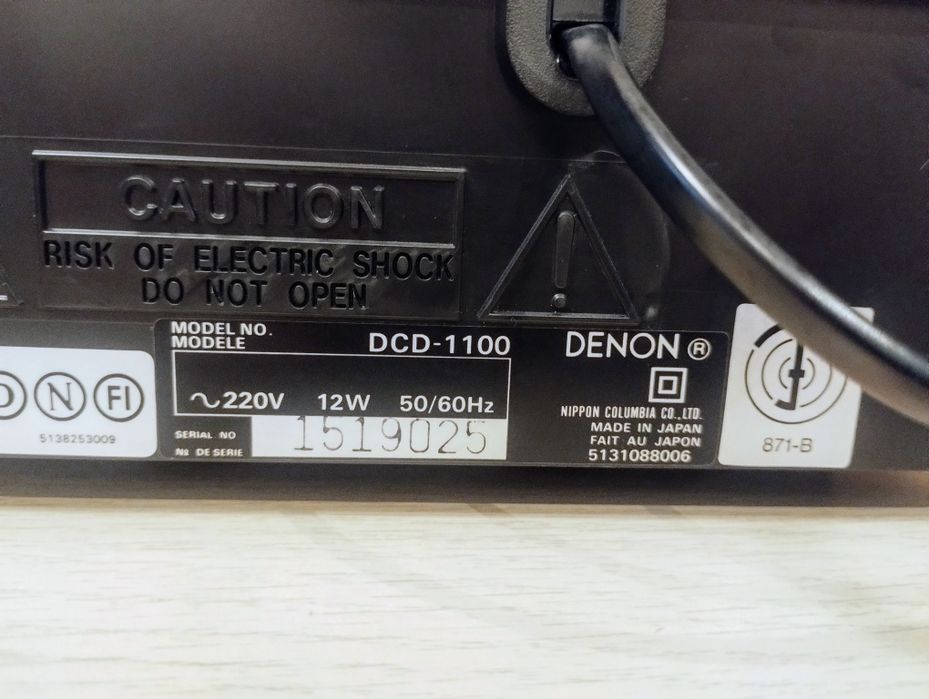 CAUTION
RISK OF ELECTRIC SHOCK
DO NOT OPEN
MODEL NO.
MODELE
DCD-1100
~220V 12W 50/60Hz
SERIAL NO
No DE SERIE
1519025
DENON ®
NIPPON COLUMBIA CO.,LTD.
MADE IN JAPAN
FAIT AU JAPON
5131088006
D N FI
5138253009
871-B